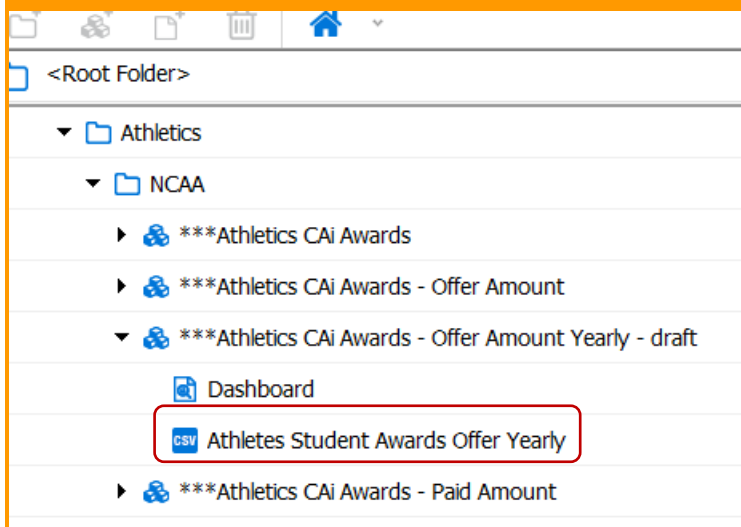 <Root Folder>
Athletics
NCAA
***Athletics CAi Awards
***Athletics CAi Awards - Offer Amount
***Athletics CAi Awards - Offer Amount Yearly - draft
Dashboard
CSV Athletes Student Awards Offer Yearly
***Athletics CAi Awards - Paid Amount